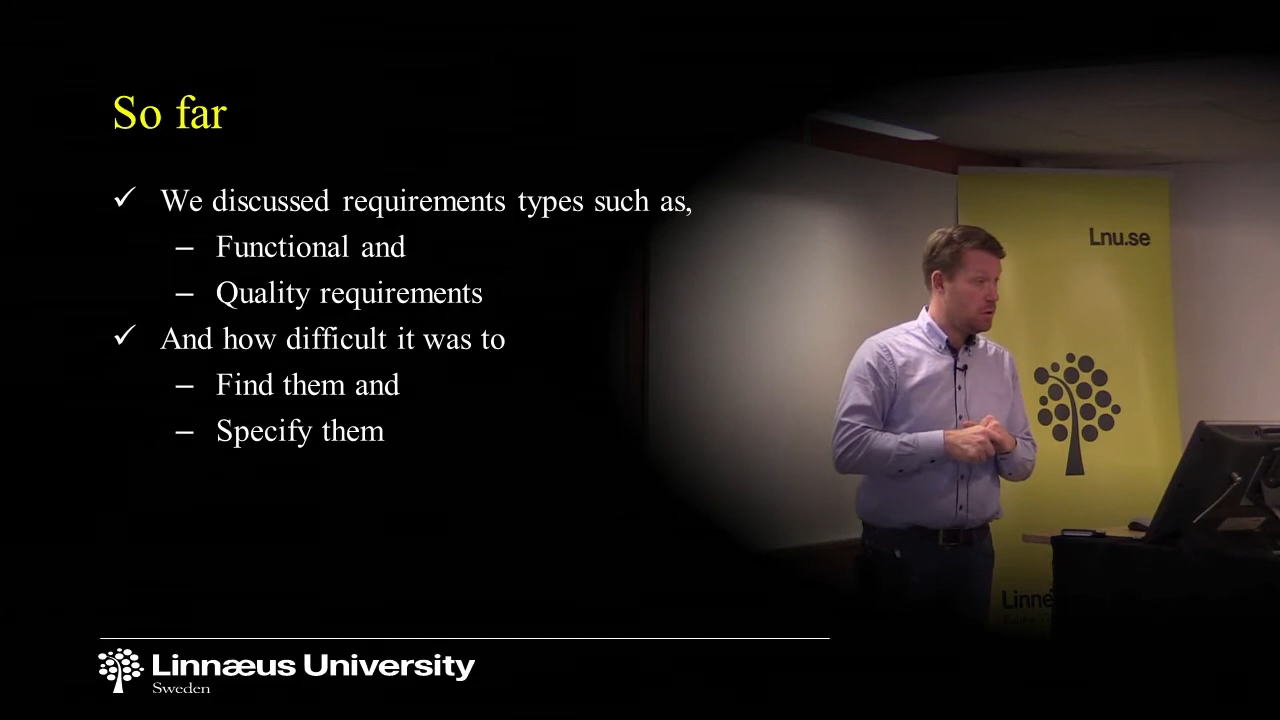 So far
✓ We discussed requirements types such as,
– Functional and
– Quality requirements
✓ And how difficult it was to
– Find them and
– Specify them
Lnu.se
Linnæus University
Sweden